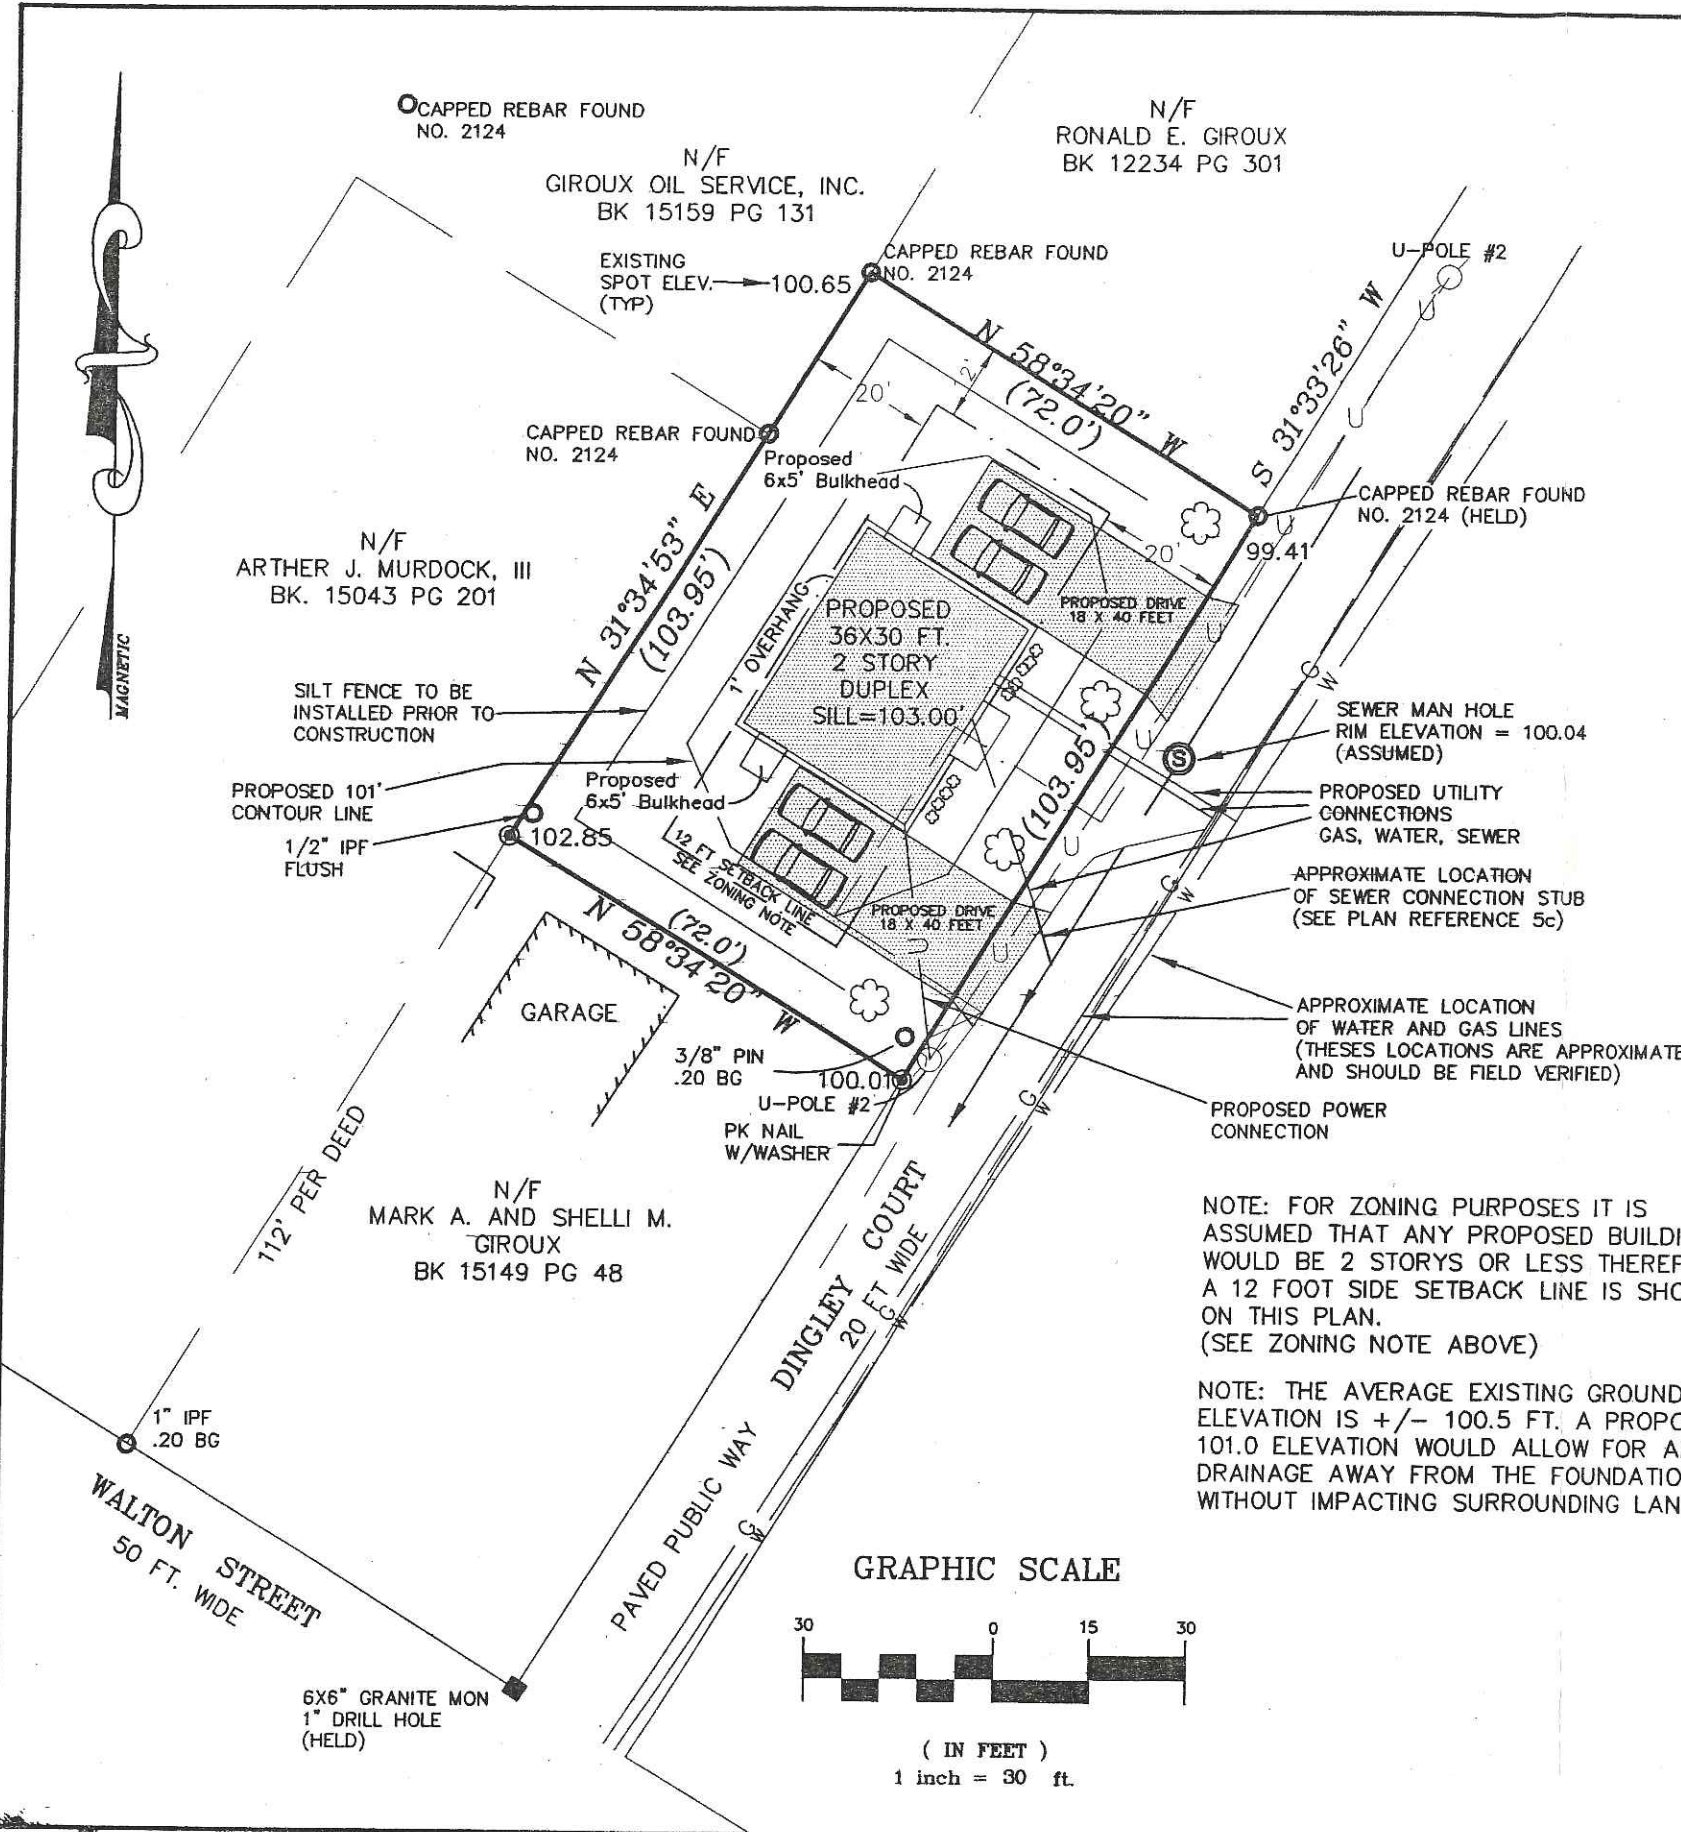 CAPPED REBAR FOUND
NO. 2124
N/F
GIROUX OIL SERVICE, INC.
BK 15159 PG 131
N/F
RONALD E. GIROUX
BK 12234 PG 301
EXISTING
SPOT ELEV.
(TYP)
100.65
CAPPED REBAR FOUND
NO. 2124
U-POLE #2
U
U
N 58°34'20" W
(72.0')
S 31°33'26" W
20'
12'
CAPPED REBAR FOUND
NO. 2124
Proposed
6x5' Bulkhead
CAPPED REBAR FOUND
NO. 2124 (HELD)
U
99.41
20'
N/F
ARTHER J. MURDOCK, III
BK. 15043 PG 201
N 31°34'53" E
(103.95')
MAGNETIC
1' OVERHANG
PROPOSED
36X30 FT.
2 STORY
DUPLEX
SILL=103.00'
PROPOSED DRIVE
18 X 40 FEET
U
G
W
SILT FENCE TO BE
INSTALLED PRIOR TO
CONSTRUCTION
SEWER MAN HOLE
RIM ELEVATION = 100.04
(ASSUMED)
U
S
(103.95')
PROPOSED 101'
CONTOUR LINE
Proposed
6x5' Bulkhead
PROPOSED UTILITY
CONNECTIONS
GAS, WATER, SEWER
1/2" IPF
FLUSH
102.85
12 FT SETBACK LINE
SEE ZONING NOTE
U
G
W
APPROXIMATE LOCATION
OF SEWER CONNECTION STUB
(SEE PLAN REFERENCE 5c)
PROPOSED DRIVE
18 X 40 FEET
U
U
(72.0')
N 58°34'20" W
GARAGE
APPROXIMATE LOCATION
OF WATER AND GAS LINES
(THESES LOCATIONS ARE APPROXIMATE
AND SHOULD BE FIELD VERIFIED)
3/8" PIN
.20 BG
100.01
U-POLE #2
PK NAIL
W/WASHER
G
W
PROPOSED POWER
CONNECTION
112' PER DEED
N/F
MARK A. AND SHELLI M.
GIROUX
BK 15149 PG 48
DINGLEY COURT
20 FT WIDE
G
W
PAVED PUBLIC WAY
NOTE: FOR ZONING PURPOSES IT IS
ASSUMED THAT ANY PROPOSED BUILDI
WOULD BE 2 STORYS OR LESS THEREF
A 12 FOOT SIDE SETBACK LINE IS SHO
ON THIS PLAN.
(SEE ZONING NOTE ABOVE)
NOTE: THE AVERAGE EXISTING GROUND
ELEVATION IS +/- 100.5 FT. A PROPO
101.0 ELEVATION WOULD ALLOW FOR A
DRAINAGE AWAY FROM THE FOUNDATIO
WITHOUT IMPACTING SURROUNDING LAN
1" IPF
.20 BG
WALTON STREET
50 FT. WIDE
G
W
6X6" GRANITE MON
1" DRILL HOLE
(HELD)
GRAPHIC SCALE
30 0 15 30
( IN FEET )
1 inch = 30 ft.